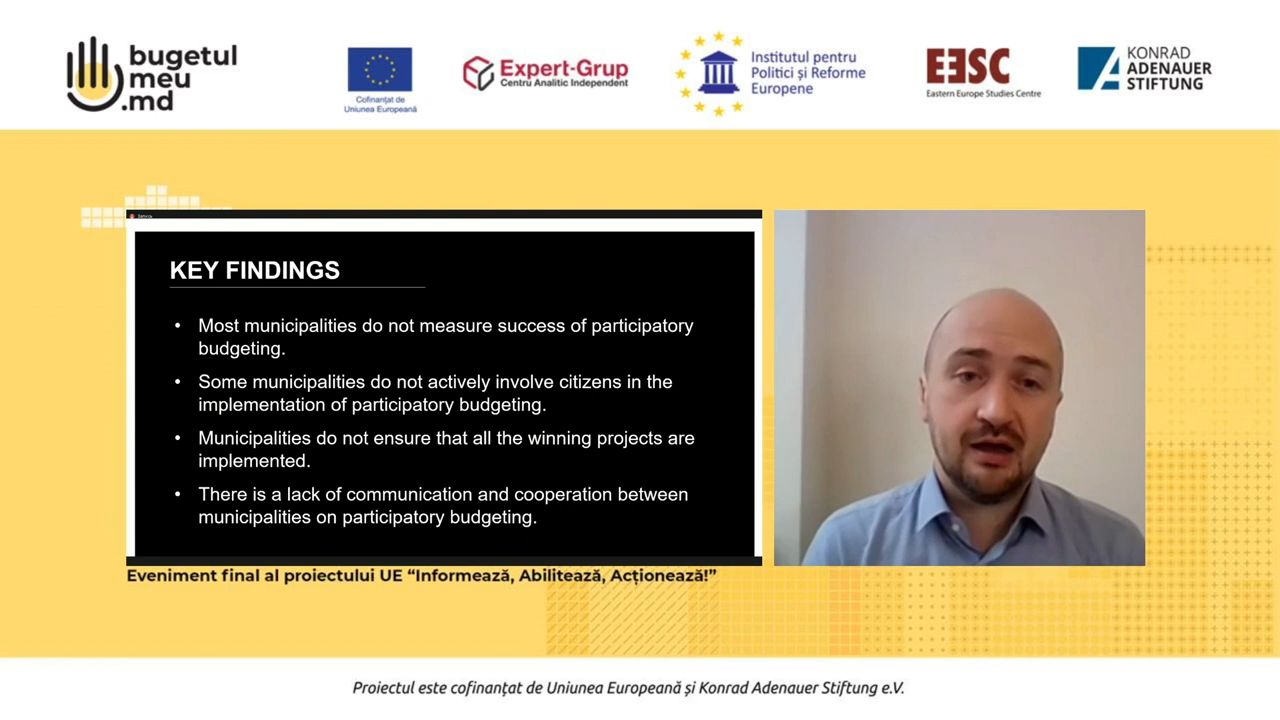 bugetul
meu
.md
Cofinanțat de
Uniunea Europeană
Expert-Grup
Centru Analitic Independent
Institutul pentru
Politici și Reforme
Europene
EESC
Eastern Europe Studies Centre
KONRAD
ADENAUER
STIFTUNG
KEY FINDINGS
• Most municipalities do not measure success of participatory
budgeting.
• Some municipalities do not actively involve citizens in the
implementation of participatory budgeting.
• Municipalities do not ensure that all the winning projects are
implemented.
• There is a lack of communication and cooperation between
municipalities on participatory budgeting.
Eveniment final al proiectului UE “Informează, Abilitează, Acționează!”
Proiectul este cofinanțat de Uniunea Europeană și Konrad Adenauer Stiftung e.V.